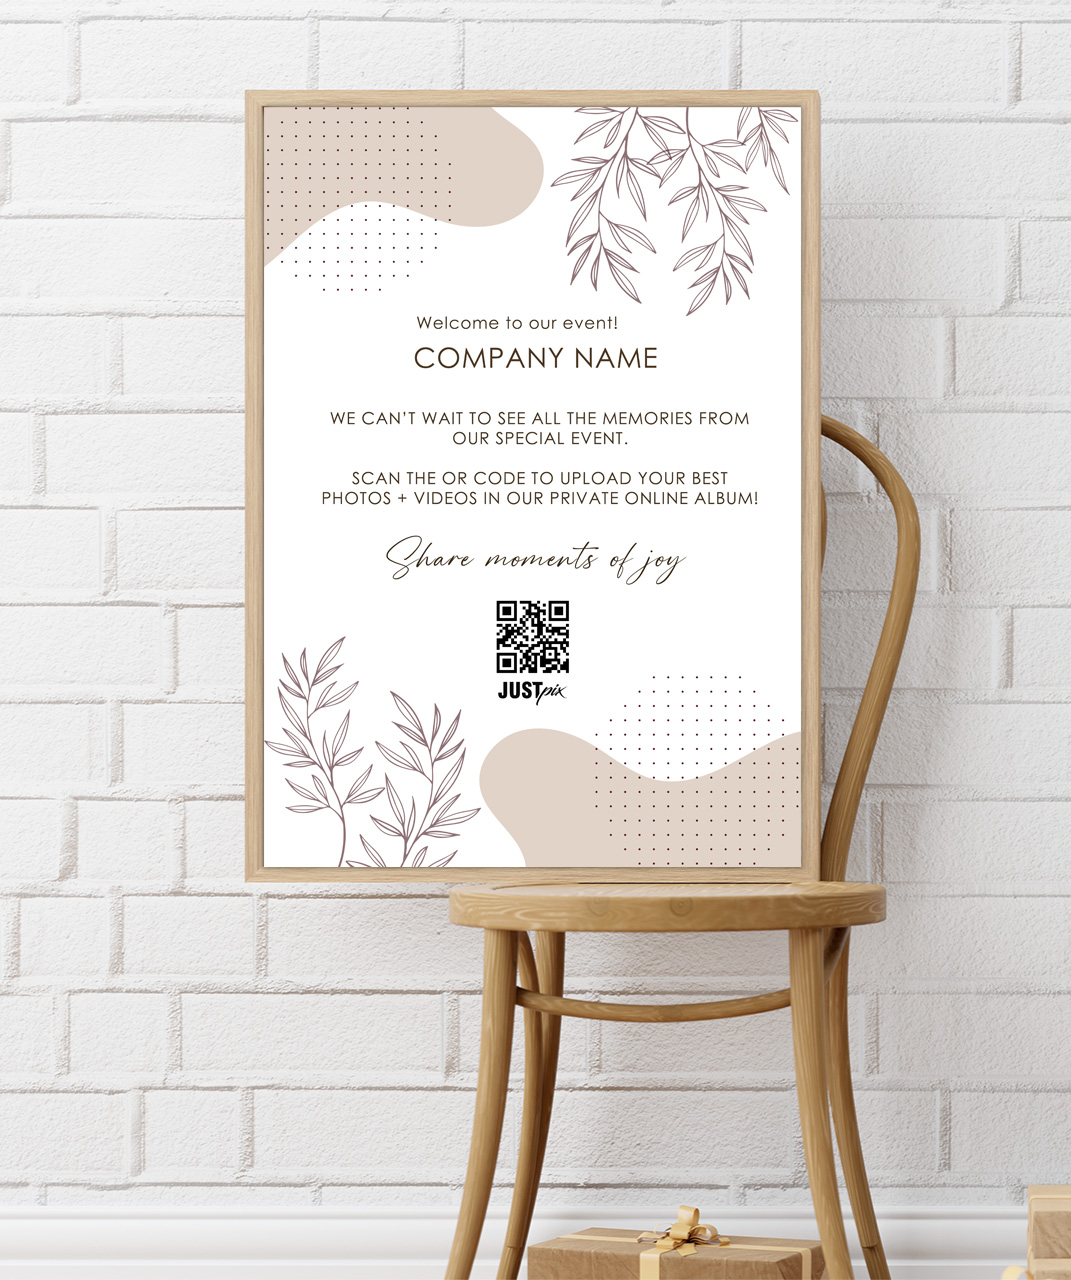 Welcome to our event!
COMPANY NAME
WE CAN'T WAIT TO SEE ALL THE MEMORIES FROM
OUR SPECIAL EVENT.
SCAN THE OR CODE TO UPLOAD YOUR BEST
PHOTOS + VIDEOS IN OUR PRIVATE ONLINE ALBUM!
Share moments of joy
JUSTpix